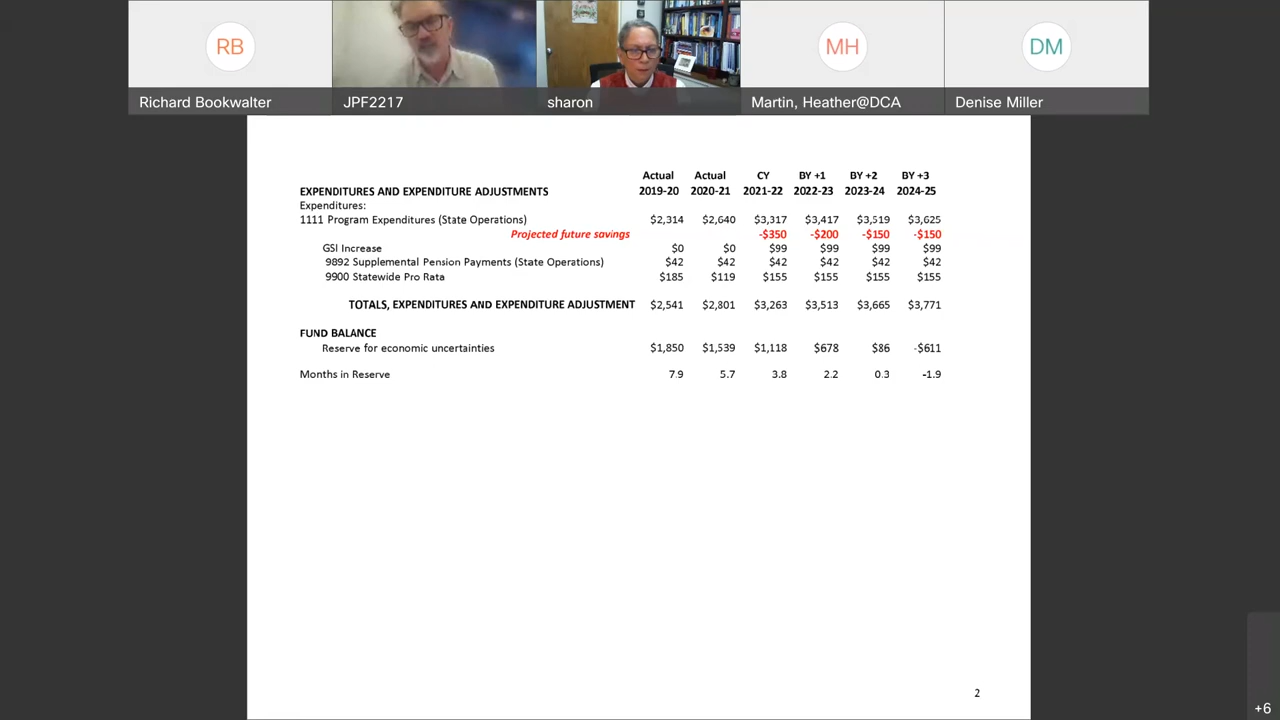 RB
MH
DM
Richard Bookwalter
JPF2217
sharon
Martin, Heather@DCA
Denise Miller
Actual Actual CY BY +1 BY +2 BY +3
EXPENDITURES AND EXPENDITURE ADJUSTMENTS 2019-20 2020-21 2021-22 2022-23 2023-24 2024-25
Expenditures:
1111 Program Expenditures (State Operations) $2,314 $2,640 $3,317 $3,417 $3,519 $3,625
Projected future savings -$350 -$200 -$150 -$150
GSI Increase $0 $0 $99 $99 $99 $99
9892 Supplemental Pension Payments (State Operations) $42 $42 $42 $42 $42 $42
9900 Statewide Pro Rata $185 $119 $155 $155 $155 $155
TOTALS, EXPENDITURES AND EXPENDITURE ADJUSTMENT $2,541 $2,801 $3,263 $3,513 $3,665 $3,771
FUND BALANCE
Reserve for economic uncertainties $1,850 $1,539 $1,118 $678 $86 -$611
Months in Reserve 7.9 5.7 3.8 2.2 0.3 -1.9
2
+6